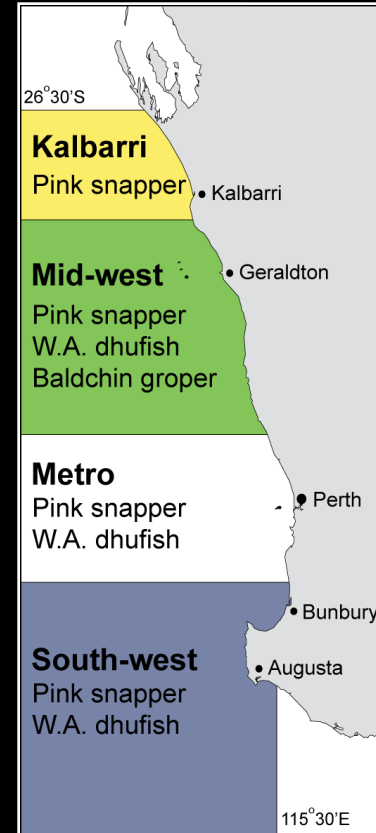 26°30'S
Kalbarri
Pink snapper
Kalbarri
Mid-west
Geraldton
Pink snapper
W.A. dhufish
Baldchin groper
Metro
Perth
Pink snapper
W.A. dhufish
Bunbury
South-west
Augusta
Pink snapper
W.A. dhufish
115°30'E